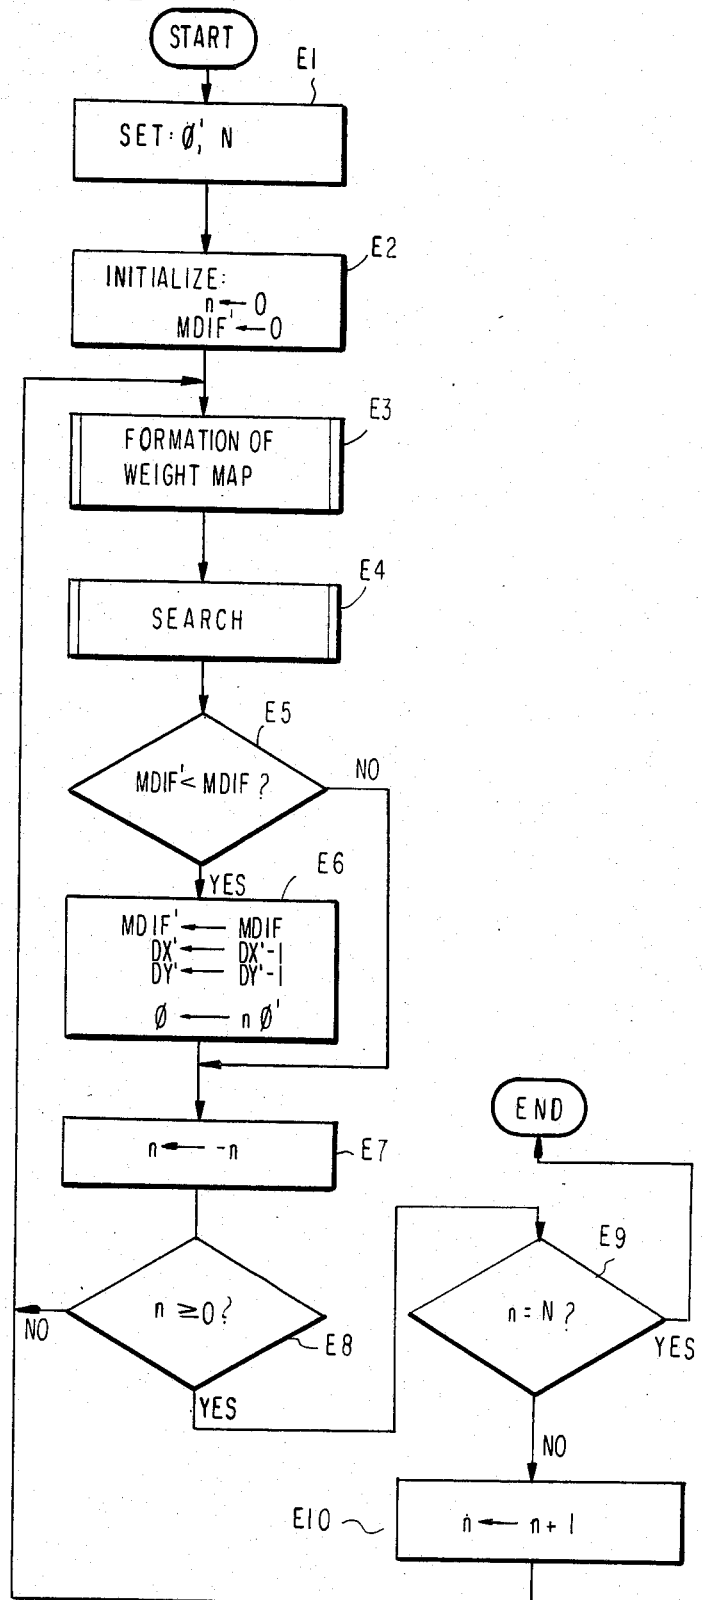 START
E1
SET: Ø', N
E2
INITIALIZE:
n ← 0
MDIF' ← 0
E3
FORMATION OF
WEIGHT MAP
E4
SEARCH
E5
MDIF' < MDIF ?
NO
YES
E6
MDIF' ← MDIF
DX' ← DX'-1
DY' ← DY'-1
Ø ← n Ø'
n ← -n
E7
n ≧ 0 ?
NO
E8
YES
END
E9
n = N ?
YES
NO
E10
n ← n + 1